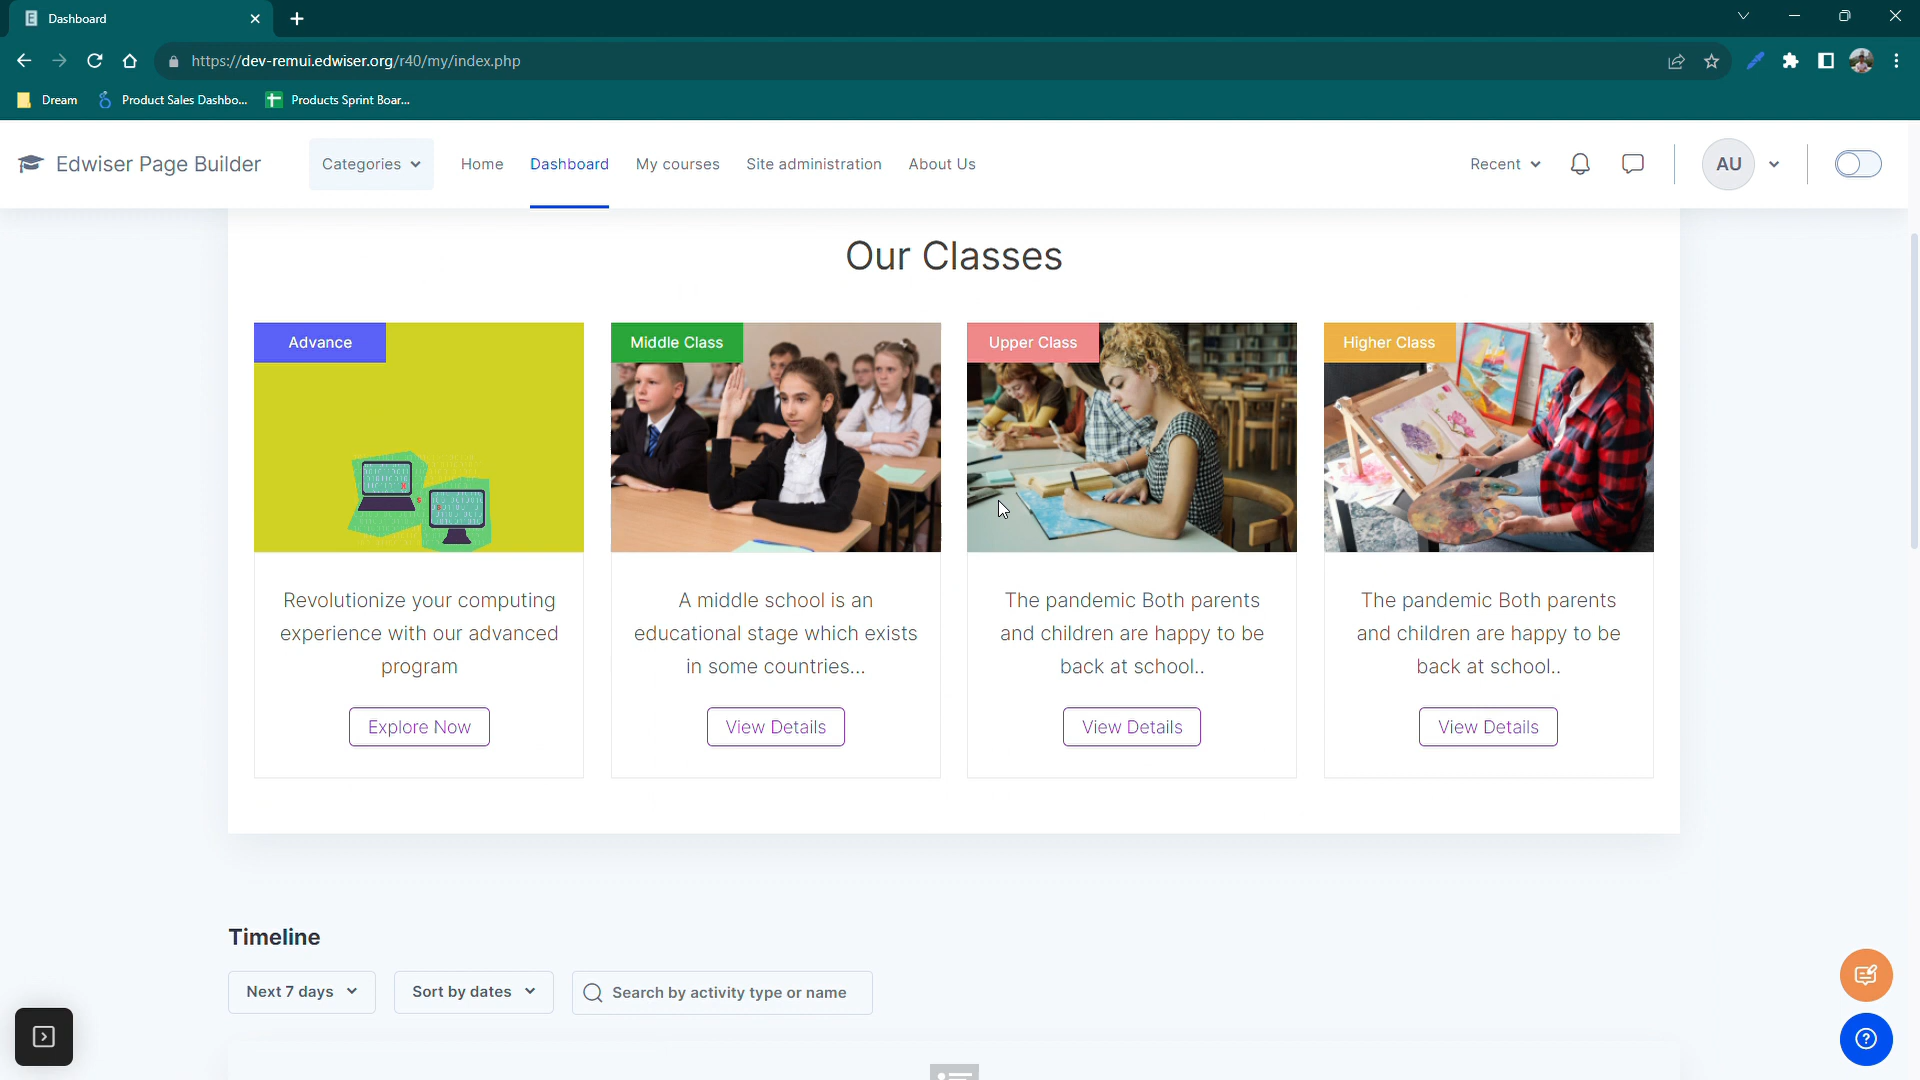 Dashboard
https://dev-remui.edwiser.org/r40/my/index.php
Dream
Product Sales Dashbo...
Products Sprint Boar...
Edwiser Page Builder
Categories
Home
Dashboard
My courses
Site administration
About Us
Recent
AU
Our Classes
Advance
Revolutionize your computing
experience with our advanced
program
Explore Now
Middle Class
A middle school is an
educational stage which exists
in some countries...
View Details
Upper Class
The pandemic Both parents
and children are happy to be
back at school..
View Details
Higher Class
The pandemic Both parents
and children are happy to be
back at school..
View Details
Timeline
Next 7 days
Sort by dates
Search by activity type or name